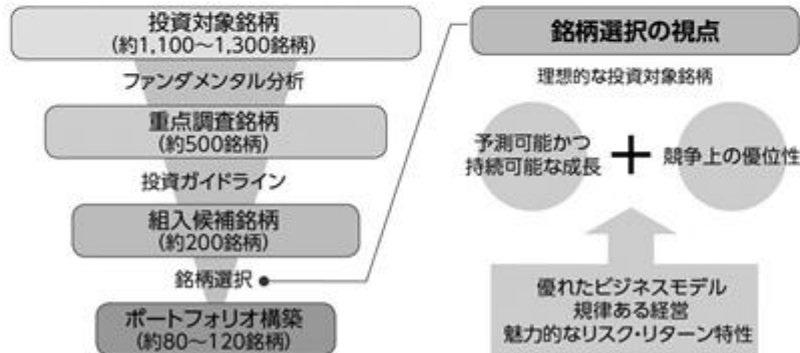 投資対象銘柄
(約1,100～1,300銘柄)
ファンダメンタル分析
重点調査銘柄
(約500銘柄)
投資ガイドライン
組入候補銘柄
(約200銘柄)
銘柄選択
ポートフォリオ構築
(約80～120銘柄)
銘柄選択の視点
理想的な投資対象銘柄
予測可能かつ
持続可能な成長
+
競争上の優位性
優れたビジネスモデル
規律ある経営
魅力的なリスク・リターン特性